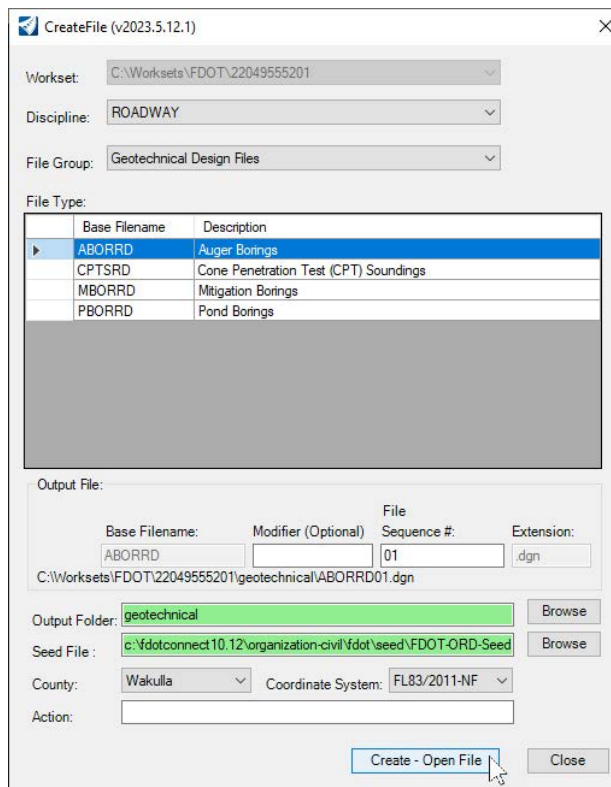 CreateFile (v2023.5.12.1)
Workset: C:\Worksets\FDOT\22049555201
Discipline: ROADWAY
File Group: Geotechnical Design Files
File Type:
Base Filename Description
ABORRD Auger Borings
CPTSRD Cone Penetration Test (CPT) Soundings
MBORRD Mitigation Borings
PBORRD Pond Borings
Output File:
File
Base Filename: Modifier (Optional) Sequence #: Extension:
ABORRD 01 .dgn
C:\Worksets\FDOT\22049555201\geotechnical\ABORRD01.dgn
Output Folder: geotechnical Browse
Seed File : c:\fdotconnect10.12\organization-civil\fdot\seed\FDOT-ORD-Seed Browse
County: Wakulla Coordinate System: FL83/2011-NF
Action:
Create - Open File Close